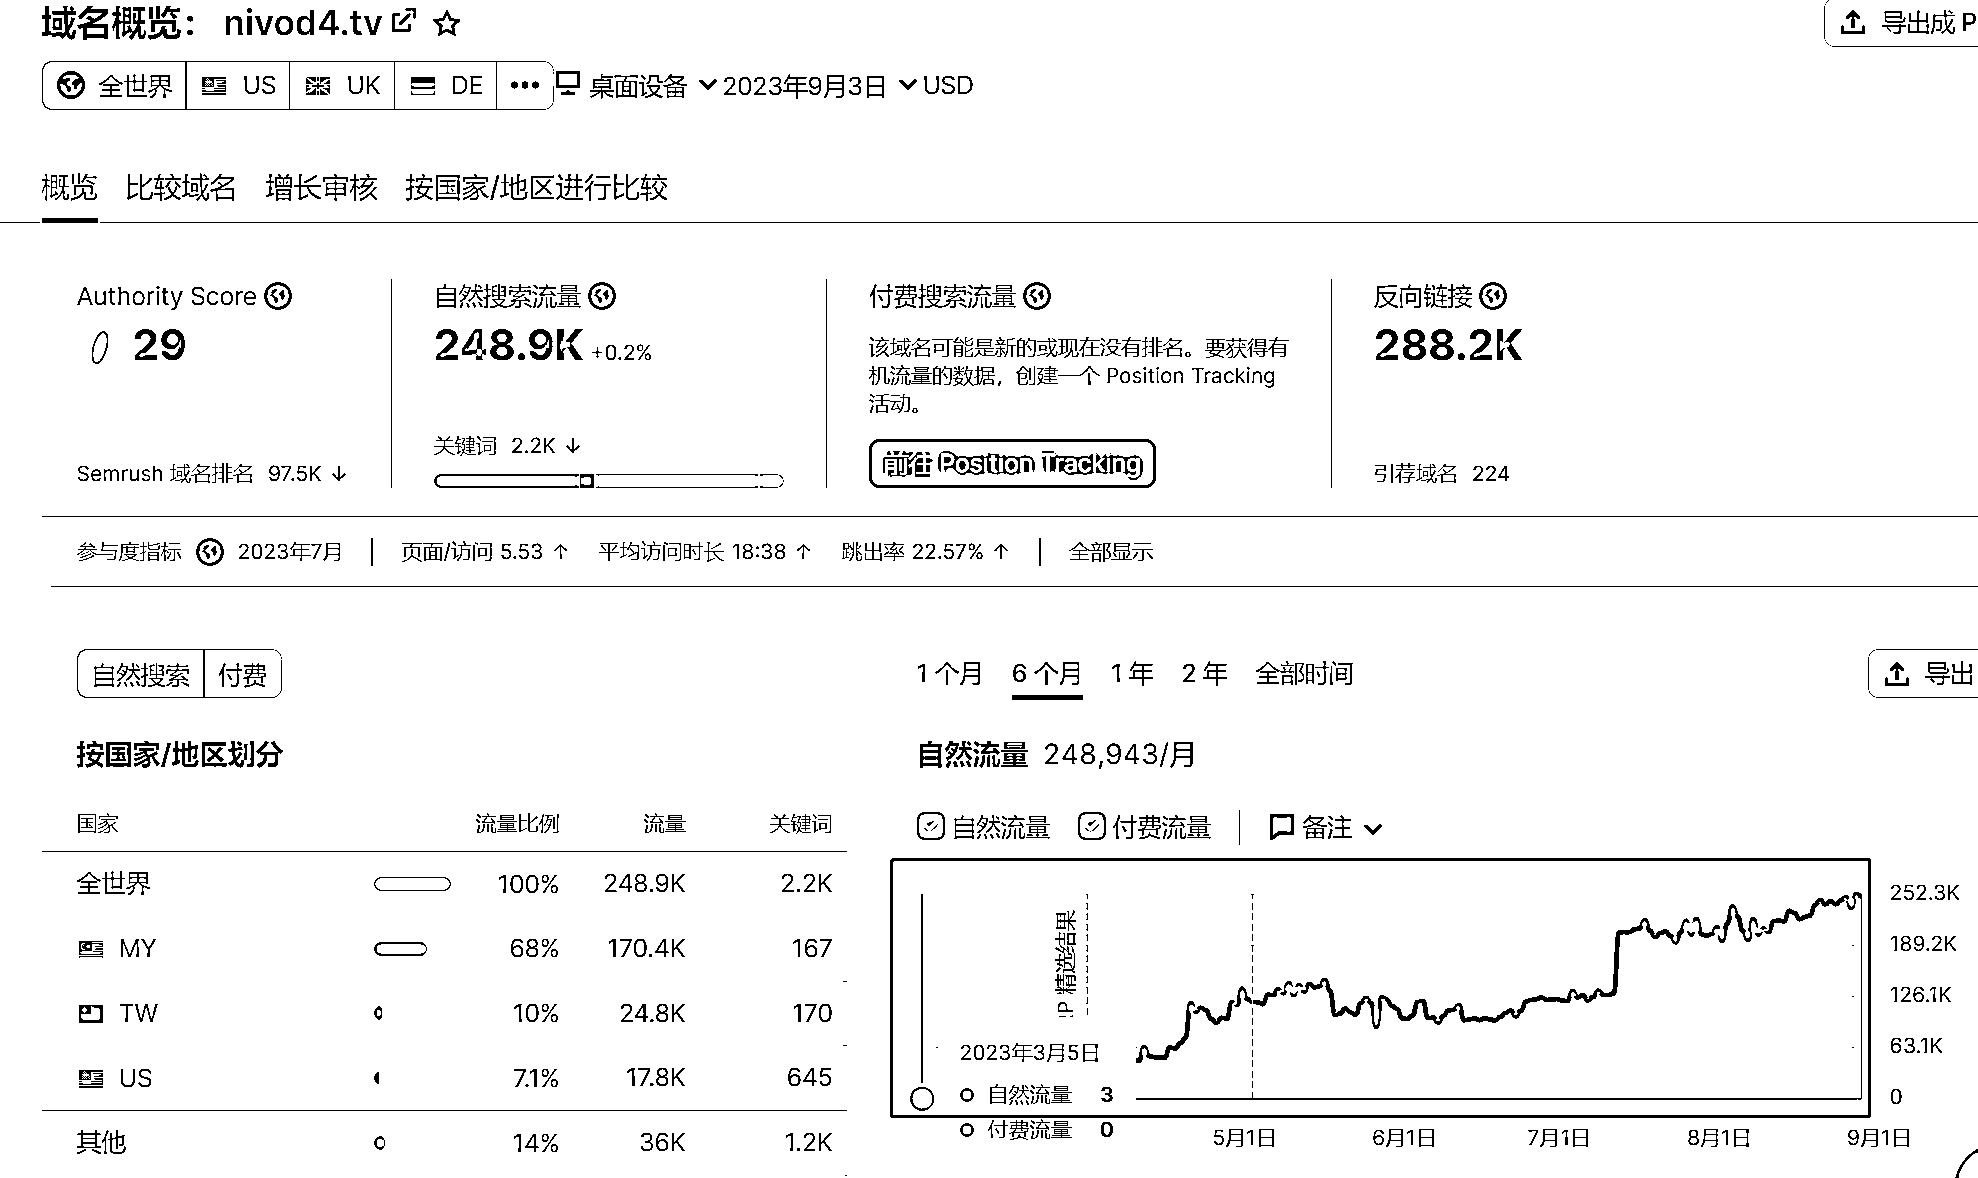 域名概览： nivod4.tv
导出成 P
全世界 US UK DE ••• 桌面设备 2023年9月3日 USD
概览 比较域名 增长审核 按国家/地区进行比较
Authority Score
29
Semrush 域名排名 97.5K ↓
自然搜索流量
248.9K +0.2%
关键词 2.2K ↓
付费搜索流量
该域名可能是新的或现在没有排名。要获得有
机流量的数据，创建一个 Position Tracking
活动。
前往 Position Tracking
反向链接
288.2K
引荐域名 224
参与度指标 2023年7月 页面/访问 5.53 ↑ 平均访问时长 18:38 ↑ 跳出率 22.57% ↑ 全部显示
自然搜索 付费
按国家/地区划分
国家 流量比例 流量 关键词
全世界 100% 248.9K 2.2K
MY 68% 170.4K 167
TW 10% 24.8K 170
US 7.1% 17.8K 645
其他 14% 36K 1.2K
1 个月 6 个月 1 年 2 年 全部时间
导出
自然流量 248,943/月
自然流量 付费流量 备注
精选结果
2023年3月5日
自然流量 3
付费流量 0
252.3K
189.2K
126.1K
63.1K
0
5月1日 6月1日 7月1日 8月1日 9月1日